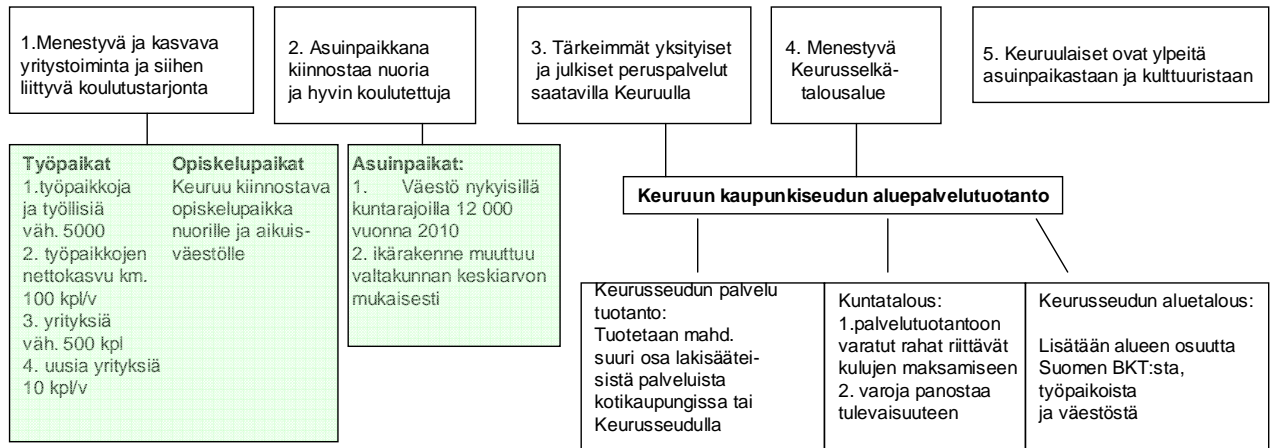 1.Menestyvä ja kasvava
yritystoiminta ja siihen
liittyvä koulutustarjonta
2. Asuinpaikkana
kiinnostaa nuoria
ja hyvin koulutettuja
3. Tärkeimmät yksityiset
ja julkiset peruspalvelut
saatavilla Keuruulla
4. Menestyvä
Keurusselkä-
talousalue
5. Keuruulaiset ovat ylpeitä
asuinpaikastaan ja kulttuuristaan
Työpaikat
1.työpaikkoja
ja työllisiä
väh. 5000
2. työpaikkojen
nettokasvu km.
100 kpl/v
3. yrityksiä
väh. 500 kpl
4. uusia yrityksiä
10 kpl/v
Opiskelupaikat
Keuruu kiinnostava
opiskelupaikka
nuorille ja aikuis-
väestölle
Asuinpaikat:
1. Väestö nykyisillä
kuntarajoilla 12 000
vuonna 2010
2. ikärakenne muuttuu
valtakunnan keskiarvon
mukaisesti
Keuruun kaupunkiseudun aluepalvelutuotanto
Keurusseudun palvelu
tuotanto:
Tuotetaan mahd.
suuri osa lakisäätei-
sistä palveluista
kotikaupungissa tai
Keurusseudulla
Kuntatalous:
1.palvelutuotantoon
varatut rahat riittävät
kulujen maksamiseen
2. varoja panostaa
tulevaisuuteen
Keurusseudun aluetalous:
Lisätään alueen osuutta
Suomen BKT:sta,
työpaikoista
ja väestöstä